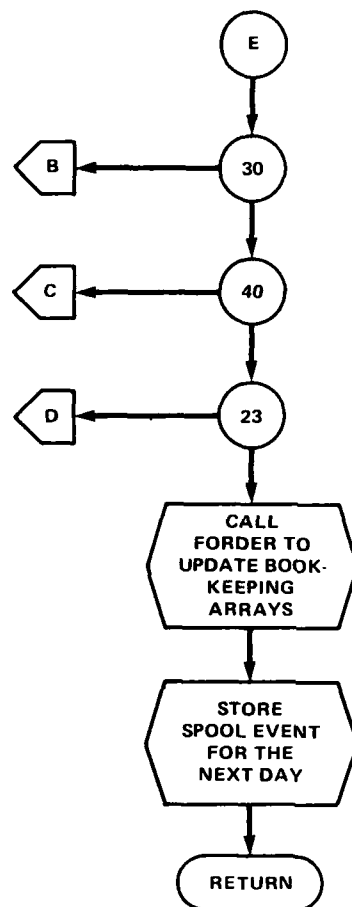 E
B
30
C
40
D
23
CALL
FORDER TO
UPDATE BOOK-
KEEPING
ARRAYS
STORE
SPOOL EVENT
FOR THE
NEXT DAY
RETURN